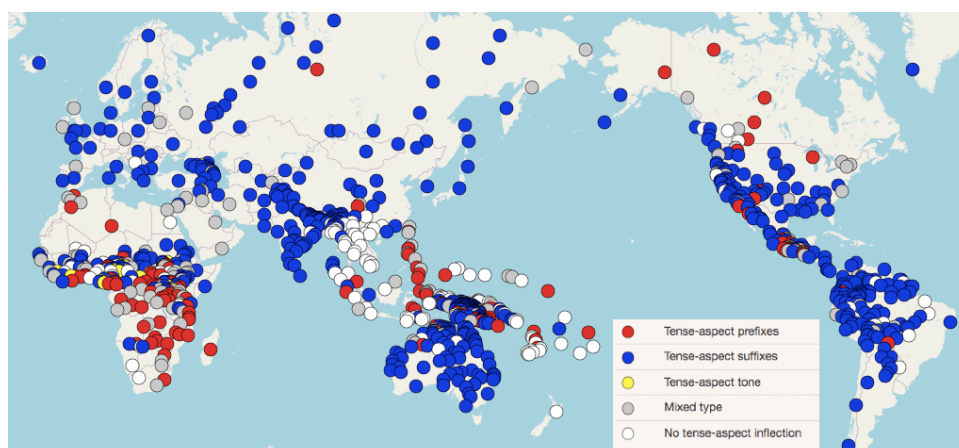 Tense-aspect prefixes
Tense-aspect suffixes
Tense-aspect tone
Mixed type
No tense-aspect inflection